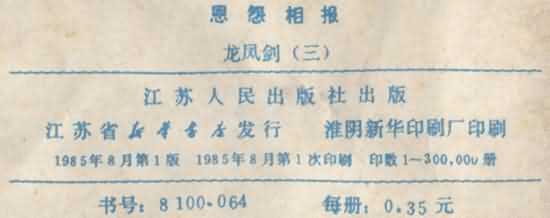 恩怨相报
龙凤剑（三）
江苏人民出版社出版
江苏省新华书店发行 淮阴新华印刷厂印刷
1985年8月第1版 1985年8月第1次印刷 印数1—300,000册
书号：8100·064 每册：0.35元